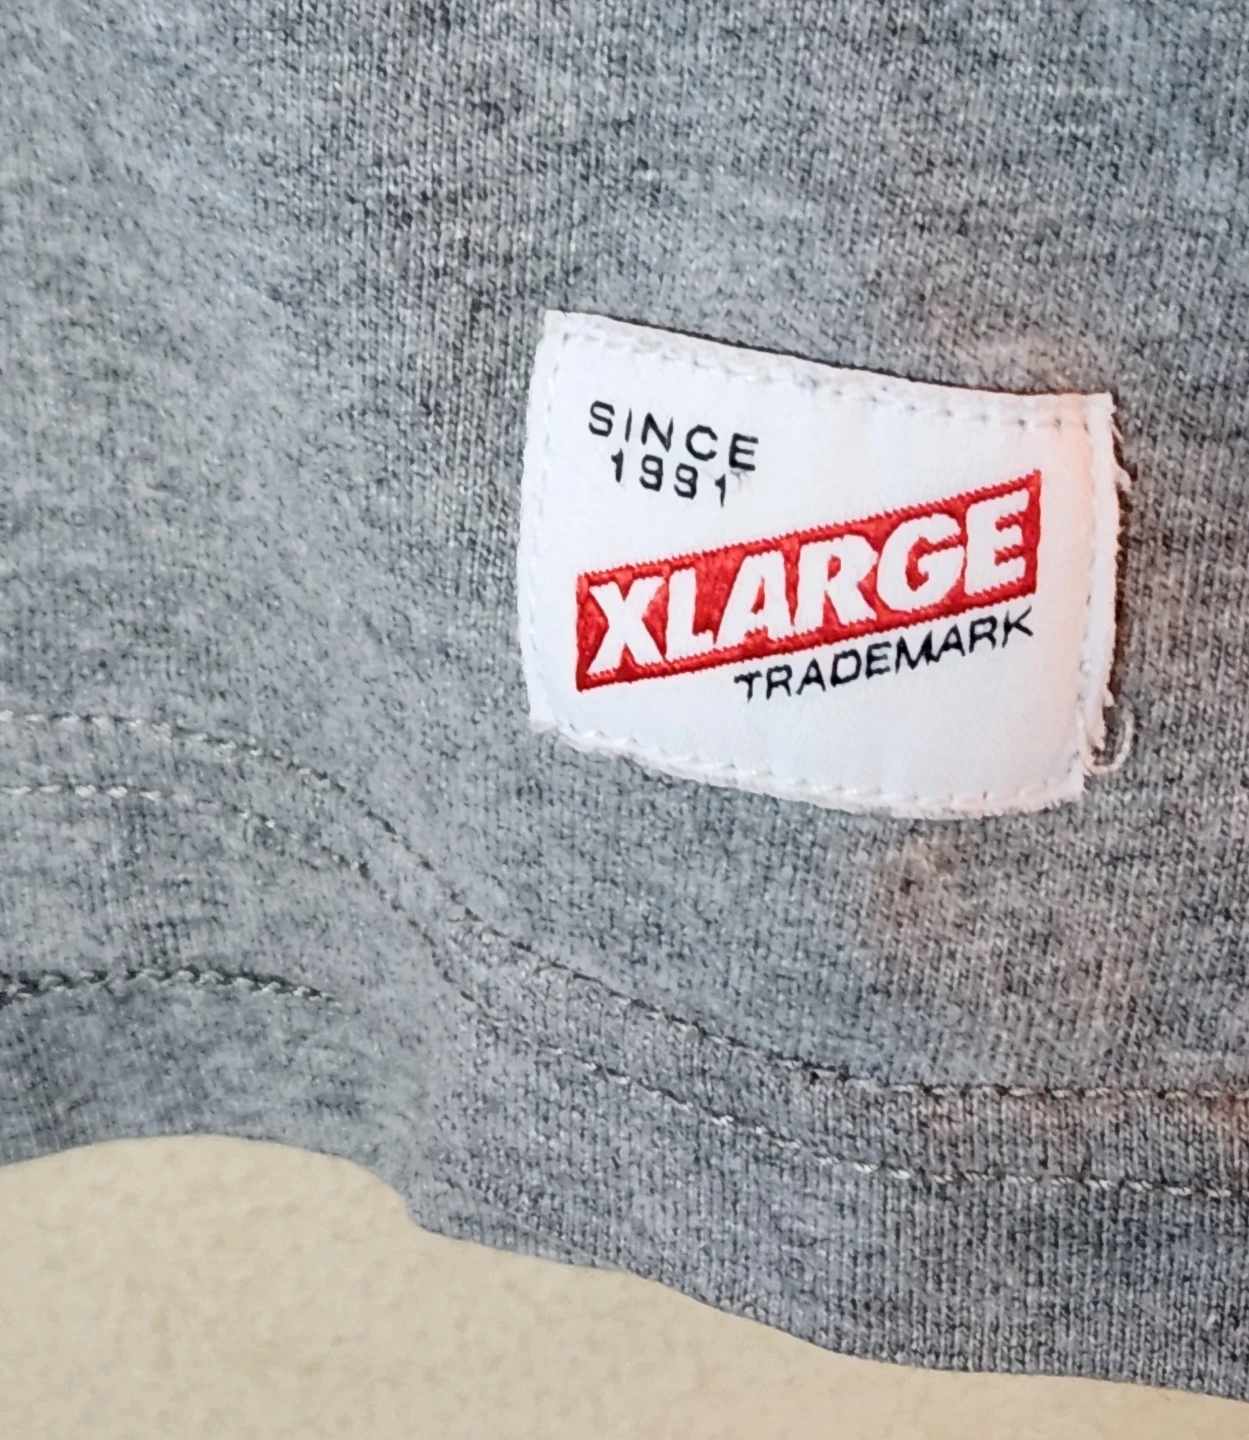 SINCE
1991
XLARGE
TRADEMARK